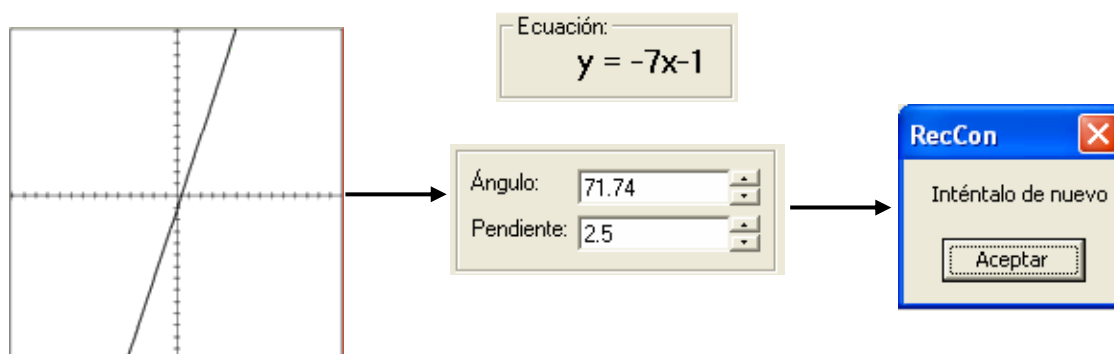 Ecuación:
y = -7x-1
Ángulo: 71.74
Pendiente: 2.5
RecCon
Inténtalo de nuevo
Aceptar